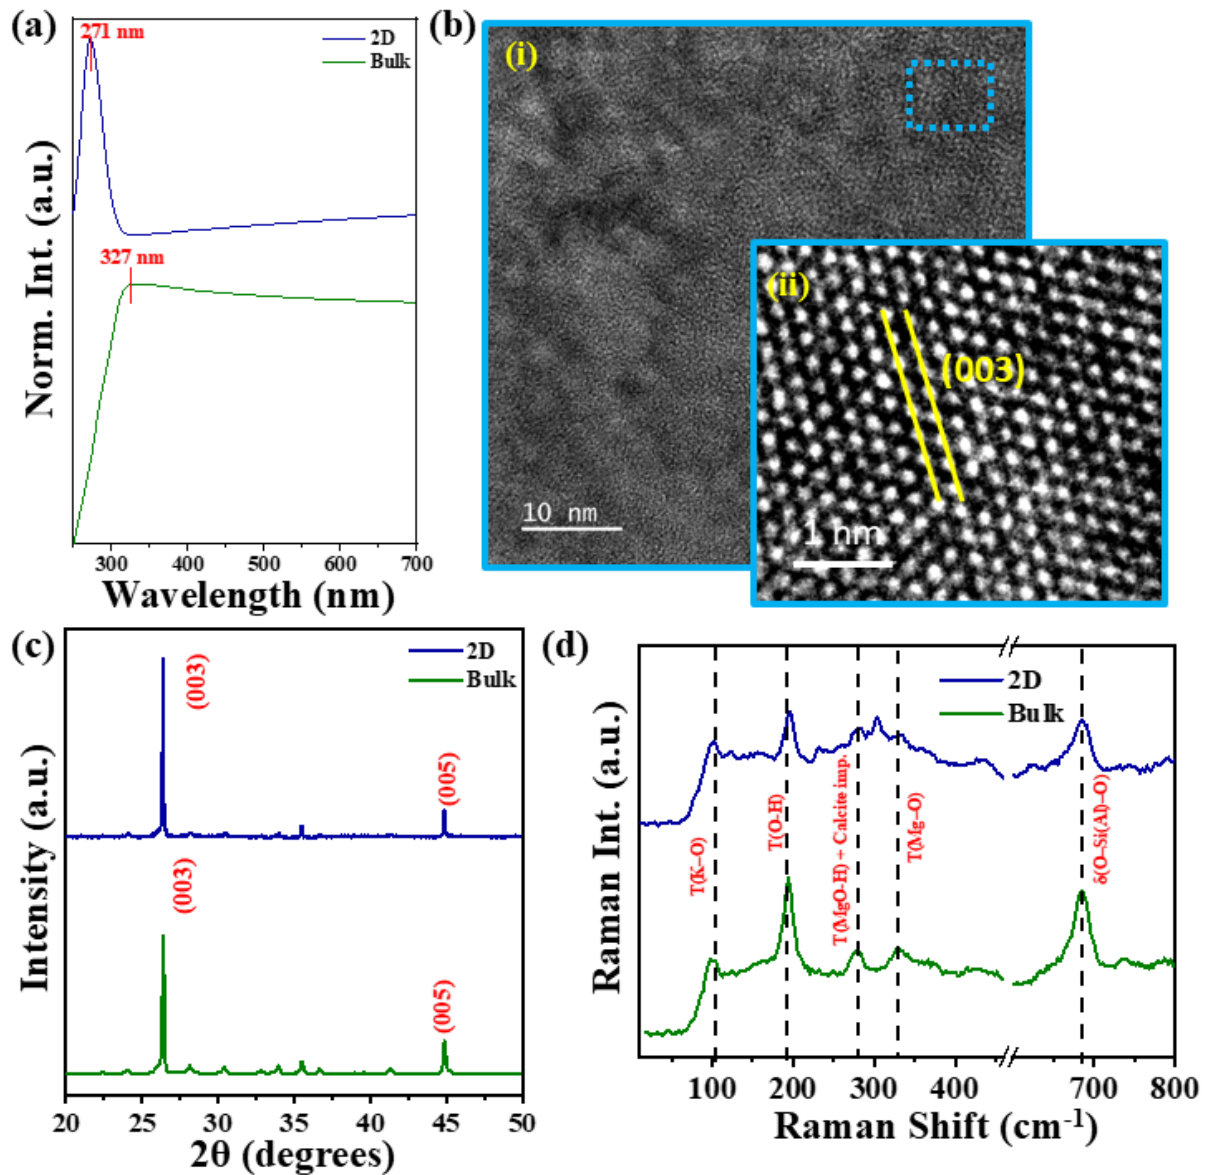 (a)
271 nm
2D
Bulk
327 nm
Norm. Int. (a.u.)
300 400 500 600 700
Wavelength (nm)
(b)
(i)
10 nm
(ii)
(003)
1 nm
(c)
2D
Bulk
(003)
(005)
(003)
(005)
Intensity (a.u.)
20 25 30 35 40 45 50
2θ (degrees)
(d)
2D
Bulk
T(K–O)
T(O-H)
T(MgO-H) + Calcite imp.
T(Mg–O)
δ(O–Si(Al)–O)
Raman Int. (a.u.)
100 200 300 400 700 800
Raman Shift (cm⁻¹)